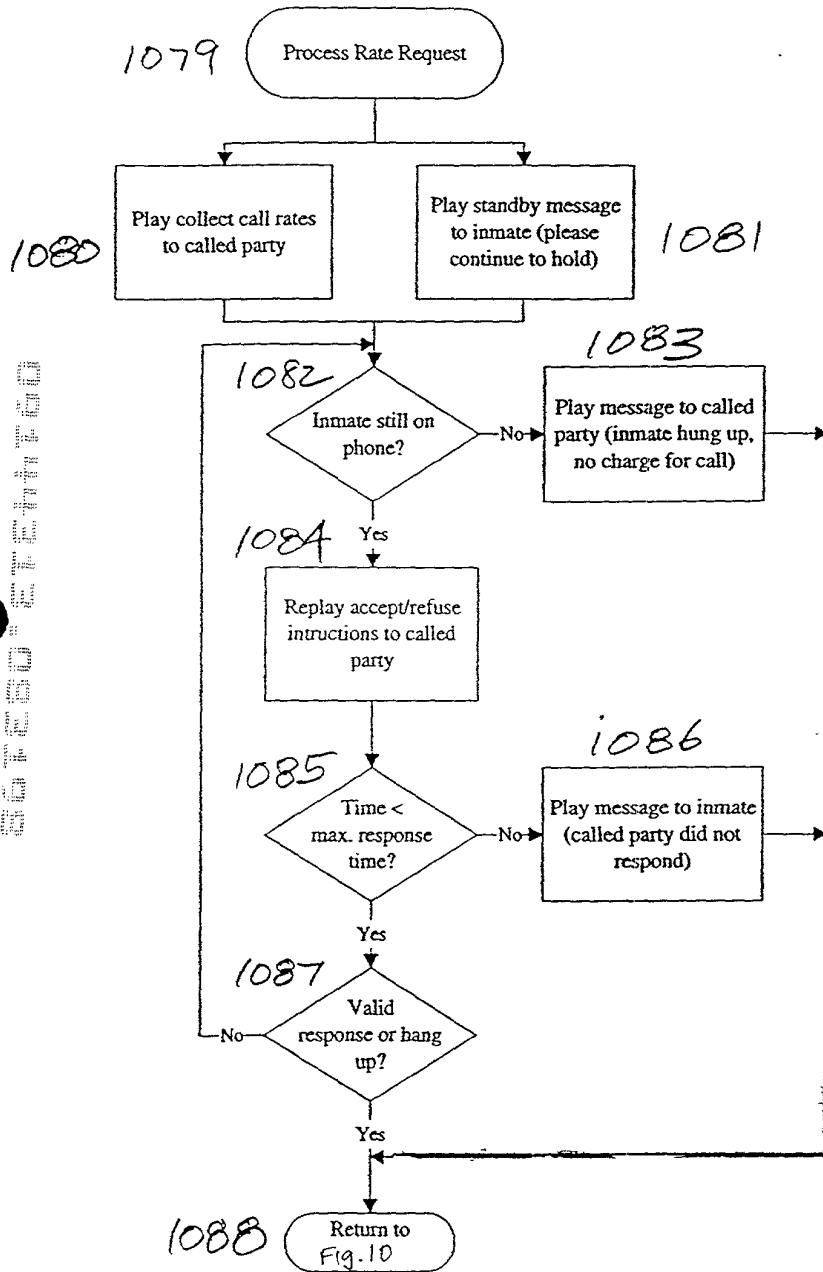 1079
Process Rate Request
Play collect call rates
to called party
1080
Play standby message
to inmate (please
continue to hold)
1081
1082
Inmate still on
phone?
No
1083
Play message to called
party (inmate hung up,
no charge for call)
Yes
1084
Replay accept/refuse
intructions to called
party
1085
Time <
max. response
time?
No
1086
Play message to inmate
(called party did not
respond)
Yes
1087
Valid
response or hang
up?
No
Yes
1088
Return to
Fig.10